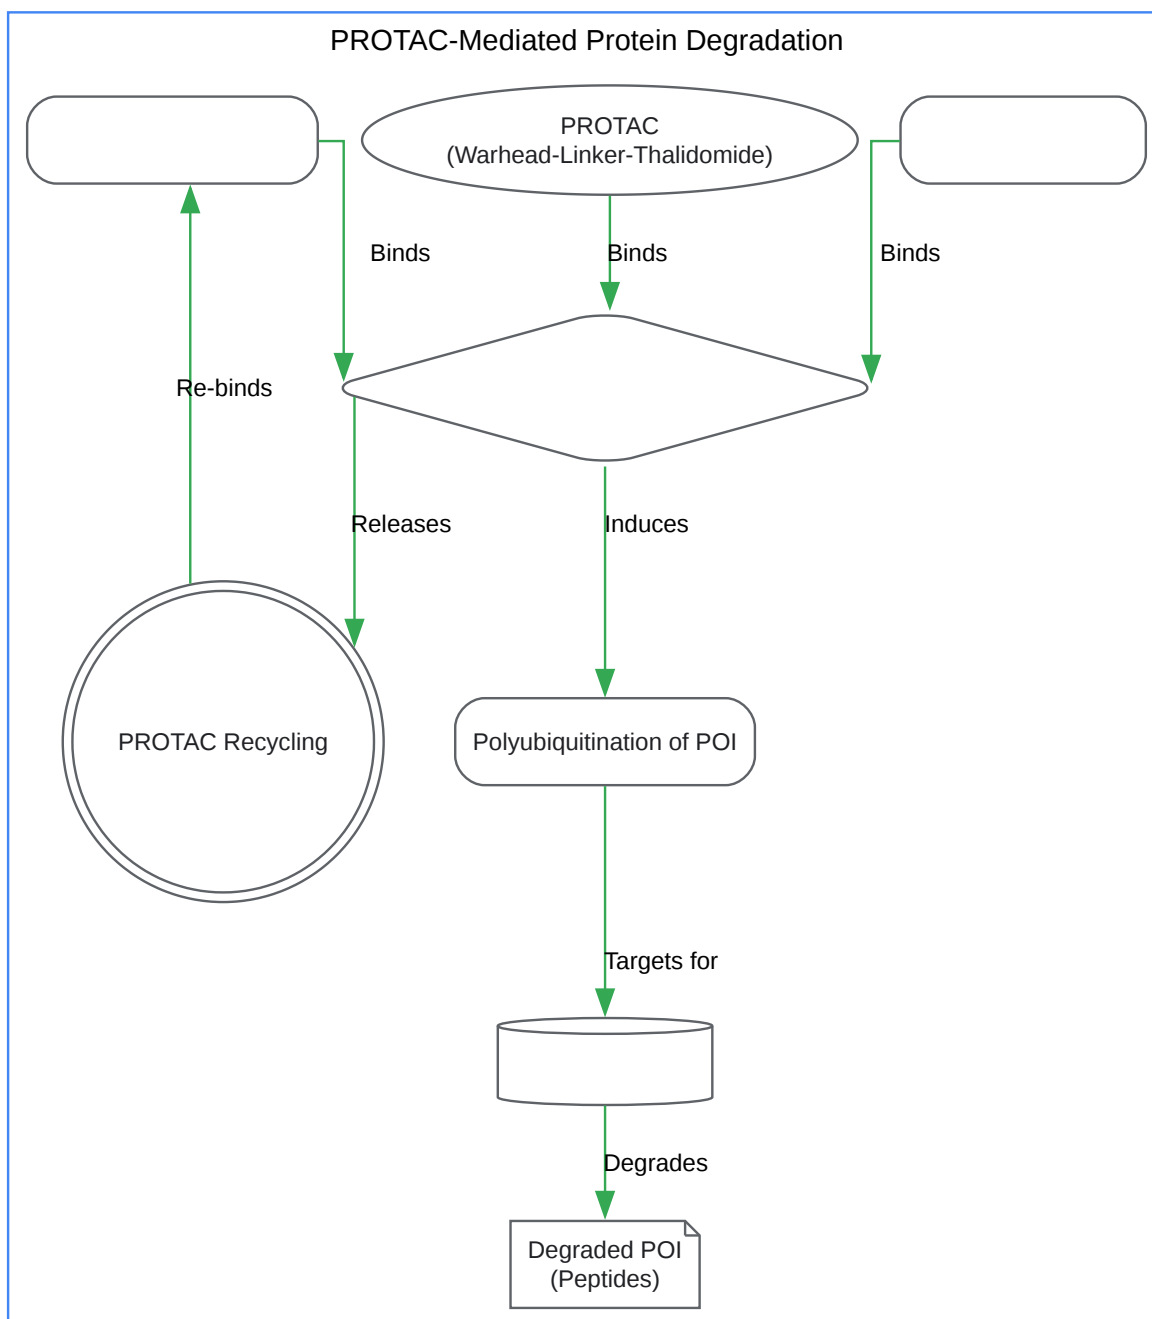 PROTAC-Mediated Protein Degradation
PROTAC
(Warhead-Linker-Thalidomide)
Binds
Binds
Binds
Re-binds
Releases
Induces
PROTAC Recycling
Polyubiquitination of POI
Targets for
Degrades
Degraded POI
(Peptides)